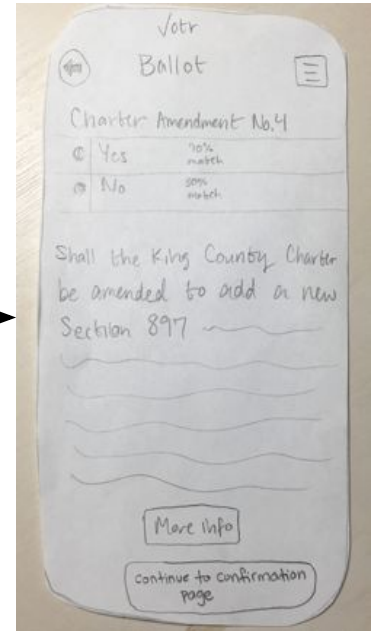 Votr
Ballot
Charter Amendment No.4
Yes 70% match
No match
Shall the King County Charter
be amended to add a new
Section 897
More info
Continue to confirmation
page